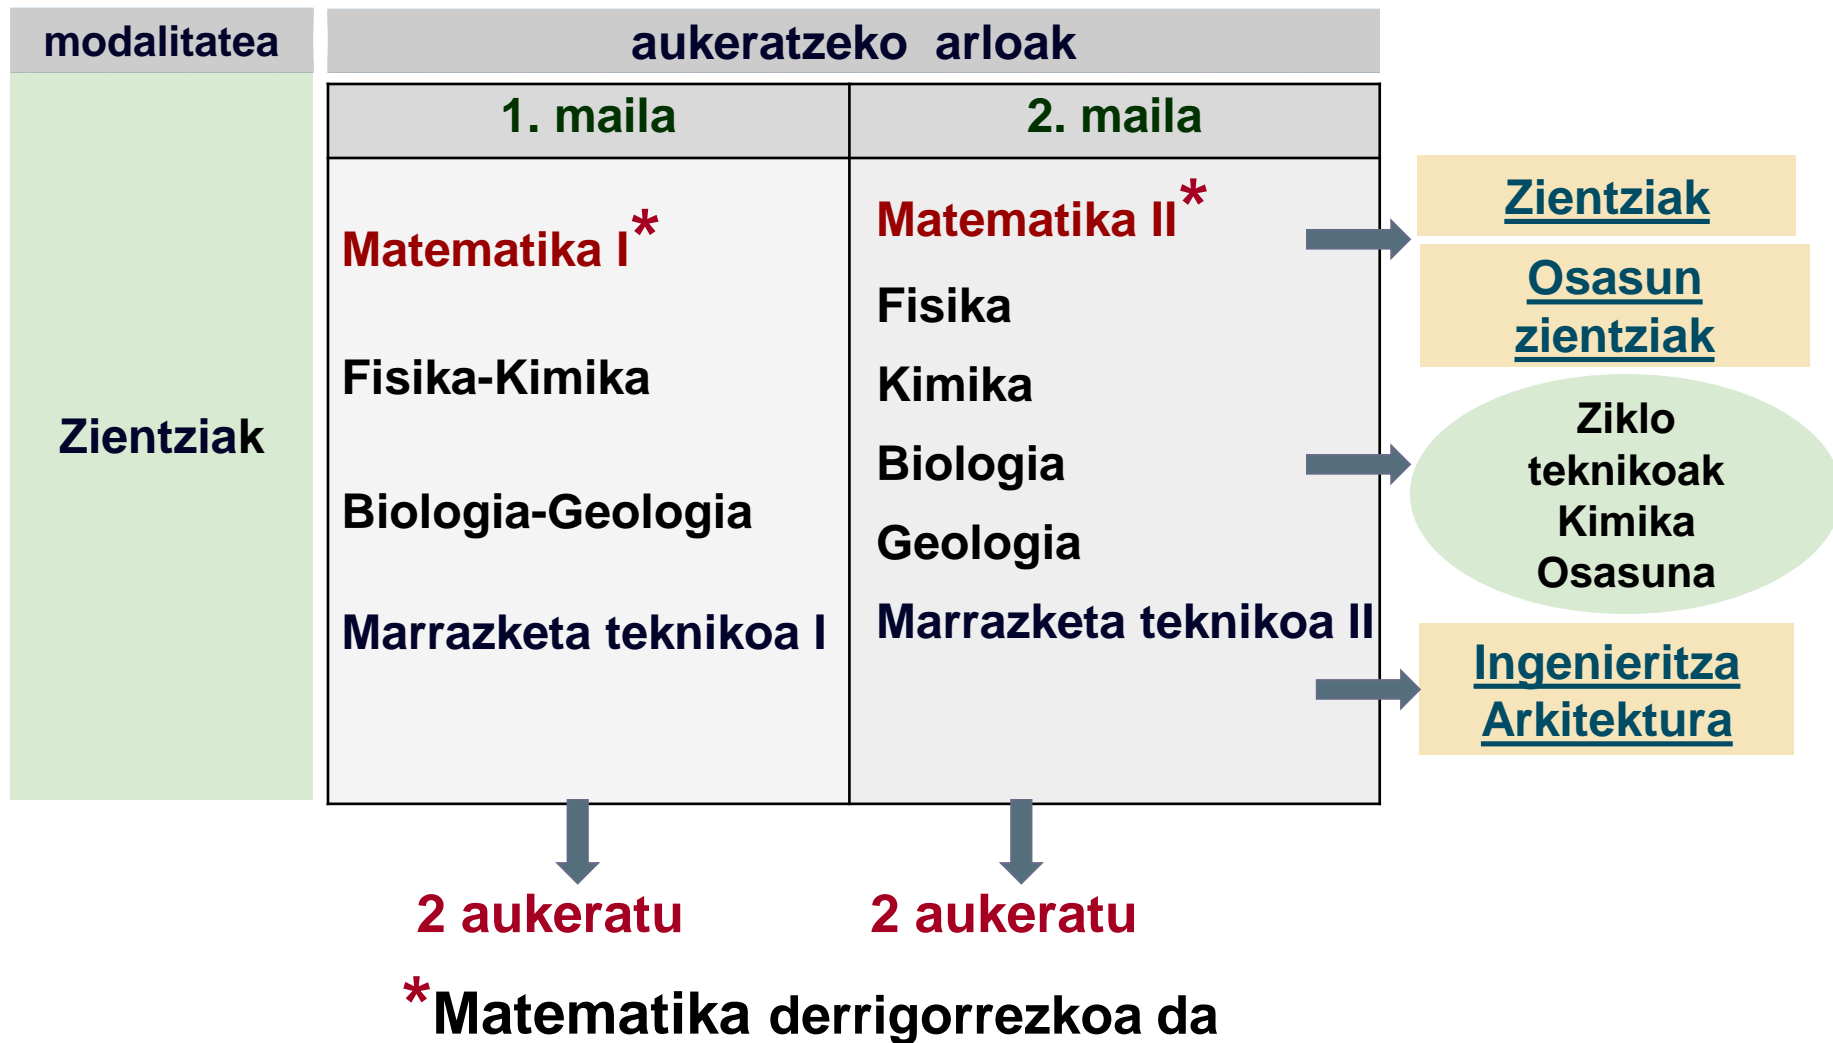 modalitatea
aukeratzeko arloak
1. maila
2. maila
Zientziak
Matematika I*
Fisika-Kimika
Biologia-Geologia
Marrazketa teknikoa I
Matematika II*
Fisika
Kimika
Biologia
Geologia
Marrazketa teknikoa II
Zientziak
Osasun
zientziak
Ziklo
teknikoak
Kimika
Osasuna
Ingenieritza
Arkitektura
2 aukeratu
2 aukeratu
*Matematika derrigorrezkoa da